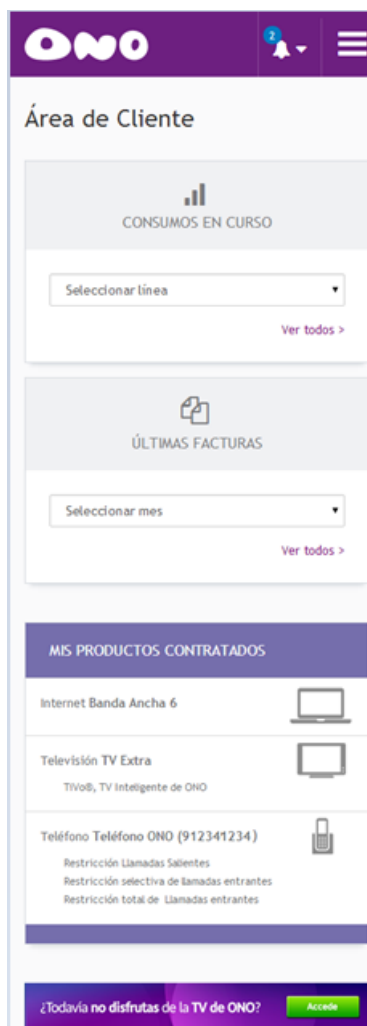 ONO
2
Área de Cliente
CONSUMOS EN CURSO
Seleccionar línea
Ver todos >
ÚLTIMAS FACTURAS
Seleccionar mes
Ver todos >
MIS PRODUCTOS CONTRATADOS
Internet Banda Ancha 6
Televisión TV Extra
TiVo®, TV Inteligente de ONO
Teléfono Teléfono ONO (912341234)
Restricción Llamadas Salientes
Restricción selectiva de llamadas entrantes
Restricción total de Llamadas entrantes
¿Todavía no disfrutas de la TV de ONO? Accede